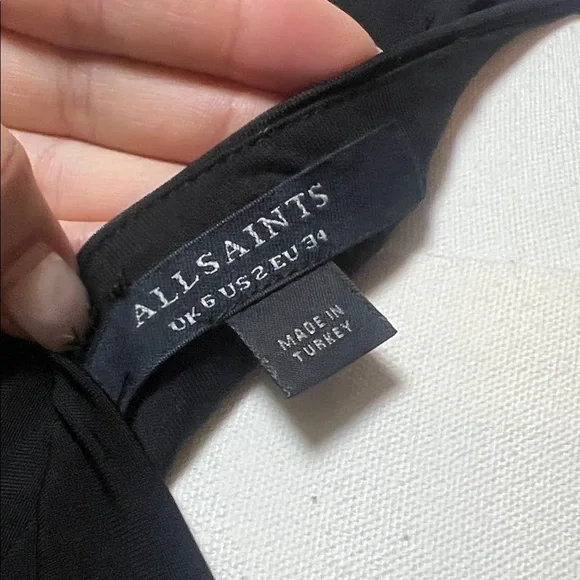 ALLSAINTS
UK 6 US 2 EU 34
MADE IN
TURKEY